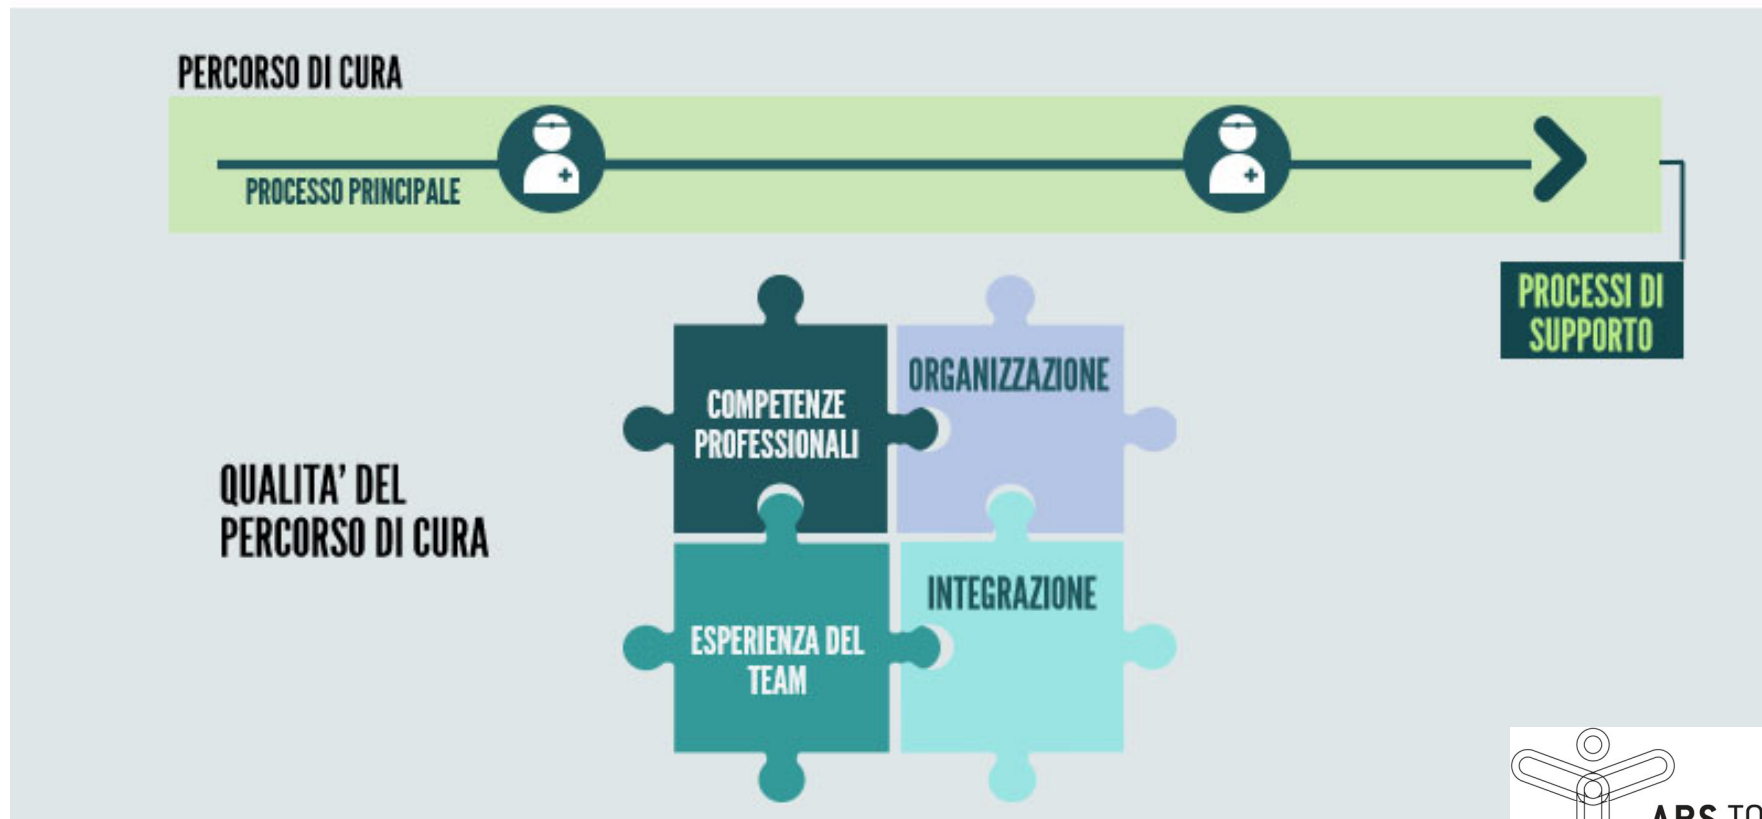 PERCORSO DI CURA
PROCESSO PRINCIPALE
PROCESSI DI
SUPPORTO
COMPETENZE
PROFESSIONALI
ORGANIZZAZIONE
QUALITA' DEL
PERCORSO DI CURA
ESPERIENZA DEL
TEAM
INTEGRAZIONE
ARS TO